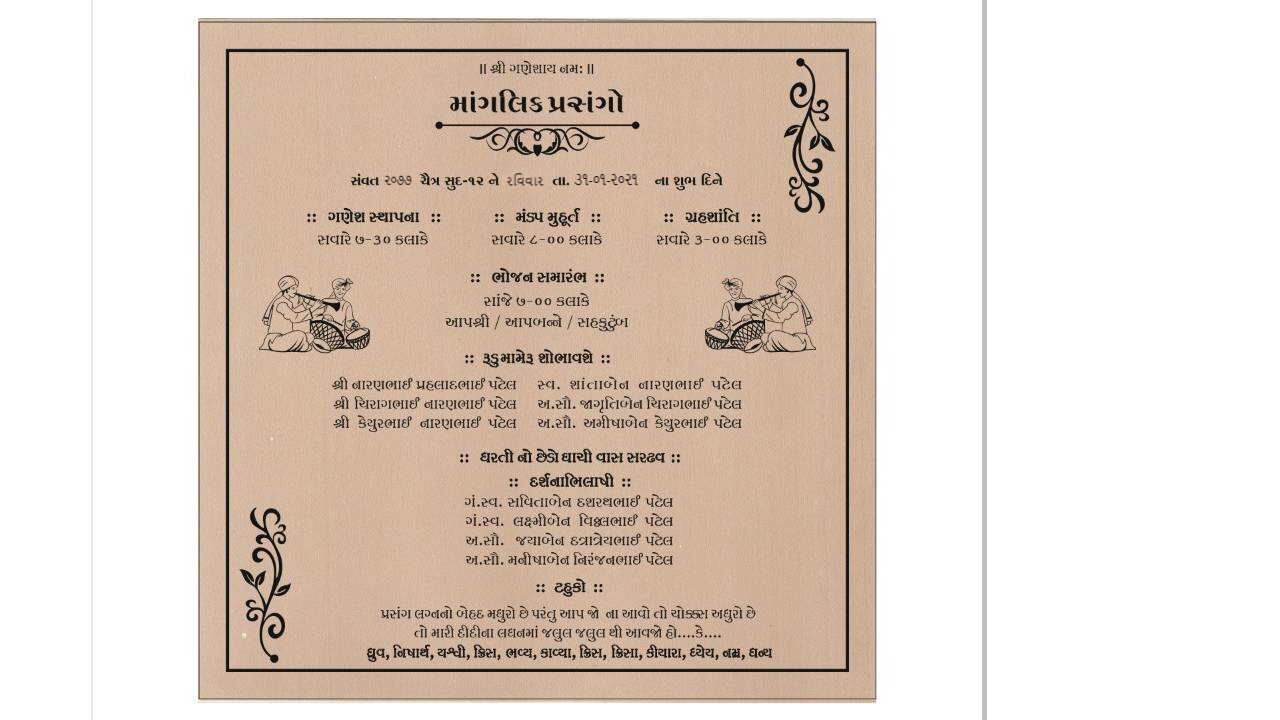 ॥ શ્રી ગણેશાય નમઃ ॥
માંગલિક પ્રસંગો
સંવત ૨૦૭૭ ચૈત્ર સુદ-૧૨ ને રવિવાર તા. ૩૧-૦૧-૨૦૨૧ ના શુભ દિને
:: ગણેશ સ્થાપના :: :: મંડપ મુહૂર્ત :: :: ગ્રહશાંતિ ::
સવારે ૭-૩૦ કલાકે સવારે ૮-૦૦ કલાકે સવારે ૩-૦૦ કલાકે
:: ભોજન સમારંભ ::
સાંજે ૭-૦૦ કલાકે
આપશ્રી / આપબન્ને / સહકુટુંબ
:: રૂડુ મામેરૂ શોભાવશે ::
શ્રી નારણભાઈ પ્રહલાદભાઈ પટેલ સ્વ. શાંતાબેન નારણભાઈ પટેલ
શ્રી ચિરાગભાઈ નારણભાઈ પટેલ અ.સૌ. જાગૃતિબેન ચિરાગભાઈ પટેલ
શ્રી કેયુરભાઈ નારણભાઈ પટેલ અ.સૌ. અમીષાબેન કેયુરભાઈ પટેલ
:: ધરતી નો છેડો ઘાચી વાસ સરઢવ ::
:: દર્શનાભિલાષી ::
ગં.સ્વ. સવિતાબેન દશરથભાઈ પટેલ
ગં.સ્વ. લક્ષ્મીબેન વિઠ્ઠલભાઈ પટેલ
અ.સૌ. જયાબેન દત્રાત્રેયભાઈ પટેલ
અ.સૌ. મનીષાબેન નિરંજનભાઈ પટેલ
:: ટહુકો ::
પ્રસંગ લગ્નનો બેહદ મધુરો છે પરંતુ આપ જો ના આવો તો ચોક્કસ અધુરો છે
તો મારી દીદીના લધનમાં જલુલ જલુલ થી આવજો હો....કે....
ધ્રુવ, નિષાર્થ, યશ્વી, ક્રિસ, ભવ્ય, કાવ્યા, ક્રિસ, ક્રિસા, કીયારા, ધ્યેય, નમ્ર, ધન્ય